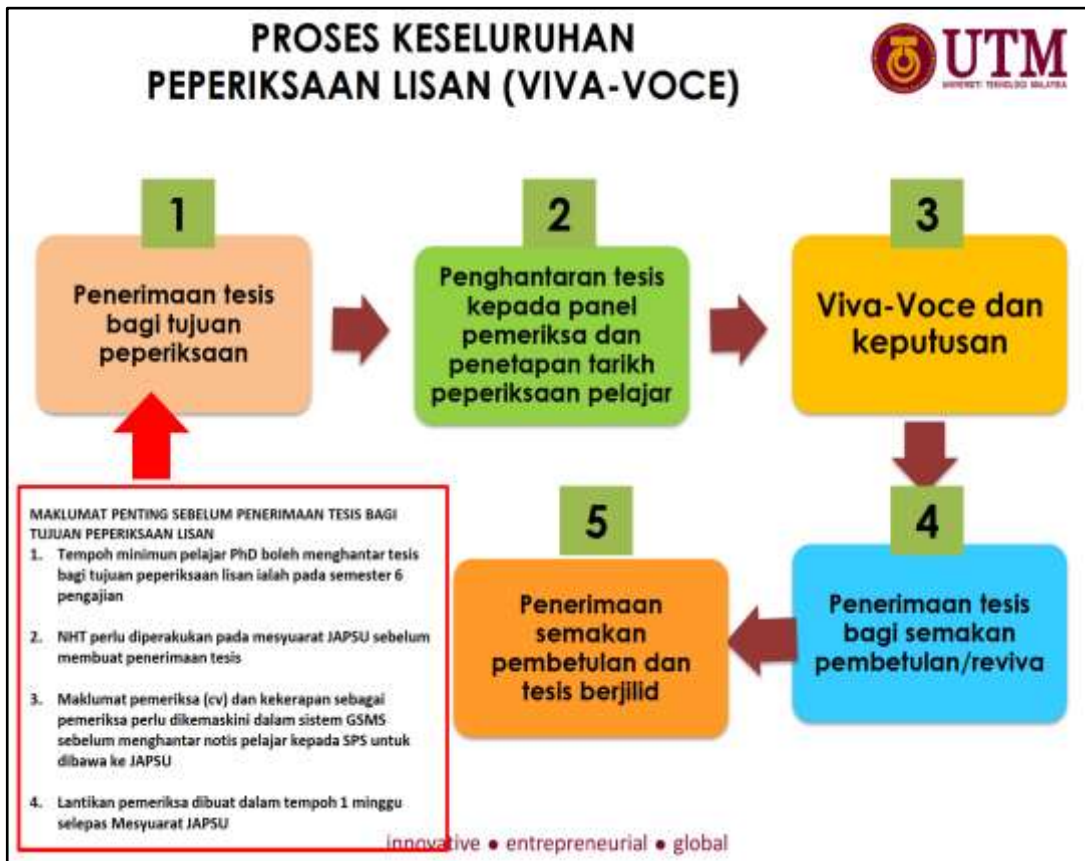 PROSES KESELURUHAN
PEPERIKSAAN LISAN (VIVA-VOCE)
UTM
UNIVERSITI TEKNOLOGI MALAYSIA
1
Penerimaan tesis
bagi tujuan
peperiksaan
2
Penghantaran tesis
kepada panel
pemeriksa dan
penetapan tarikh
peperiksaan pelajar
3
Viva-Voce dan
keputusan
4
Penerimaan tesis
bagi semakan
pembetulan/reviva
5
Penerimaan
semakan
pembetulan dan
tesis berjilid
MAKLUMAT PENTING SEBELUM PENERIMAAN TESIS BAGI
TUJUAN PEPERIKSAAN LISAN
1. Tempoh minimun pelajar PhD boleh menghantar tesis
bagi tujuan peperiksaan lisan ialah pada semester 6
pengajian
2. NHT perlu diperakukan pada mesyuarat JAPSU sebelum
membuat penerimaan tesis
3. Maklumat pemeriksa (cv) dan kekerapan sebagai
pemeriksa perlu dikemaskini dalam sistem GSMS
sebelum menghantar notis pelajar kepada SPS untuk
dibawa ke JAPSU
4. Lantikan pemeriksa dibuat dalam tempoh 1 minggu
selepas Mesyuarat JAPSU
innovative ● entrepreneurial ● global